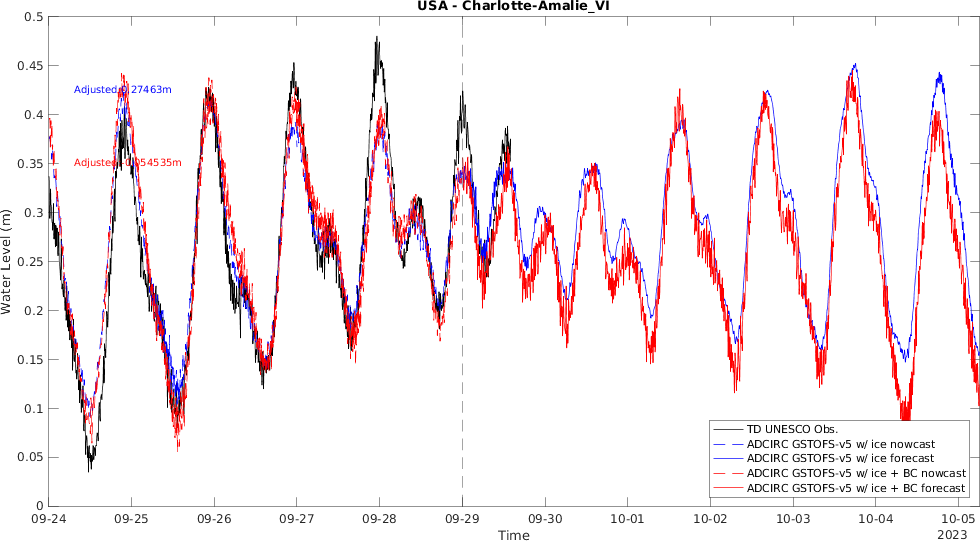 USA - Charlotte-Amalie_VI
0.5
0.45
0.4
0.35
0.3
0.25
0.2
0.15
0.1
0.05
0
Water Level (m)
Adjusted 0.27463m
TD UNESCO Obs.
ADCIRC GSTOFS-v5 w/ ice nowcast
ADCIRC GSTOFS-v5 w/ ice forecast
ADCIRC GSTOFS-v5 w/ ice + BC nowcast
ADCIRC GSTOFS-v5 w/ ice + BC forecast
09-24 09-25 09-26 09-27 09-28 09-29 09-30 10-01 10-02 10-03 10-04 10-05
Time
2023